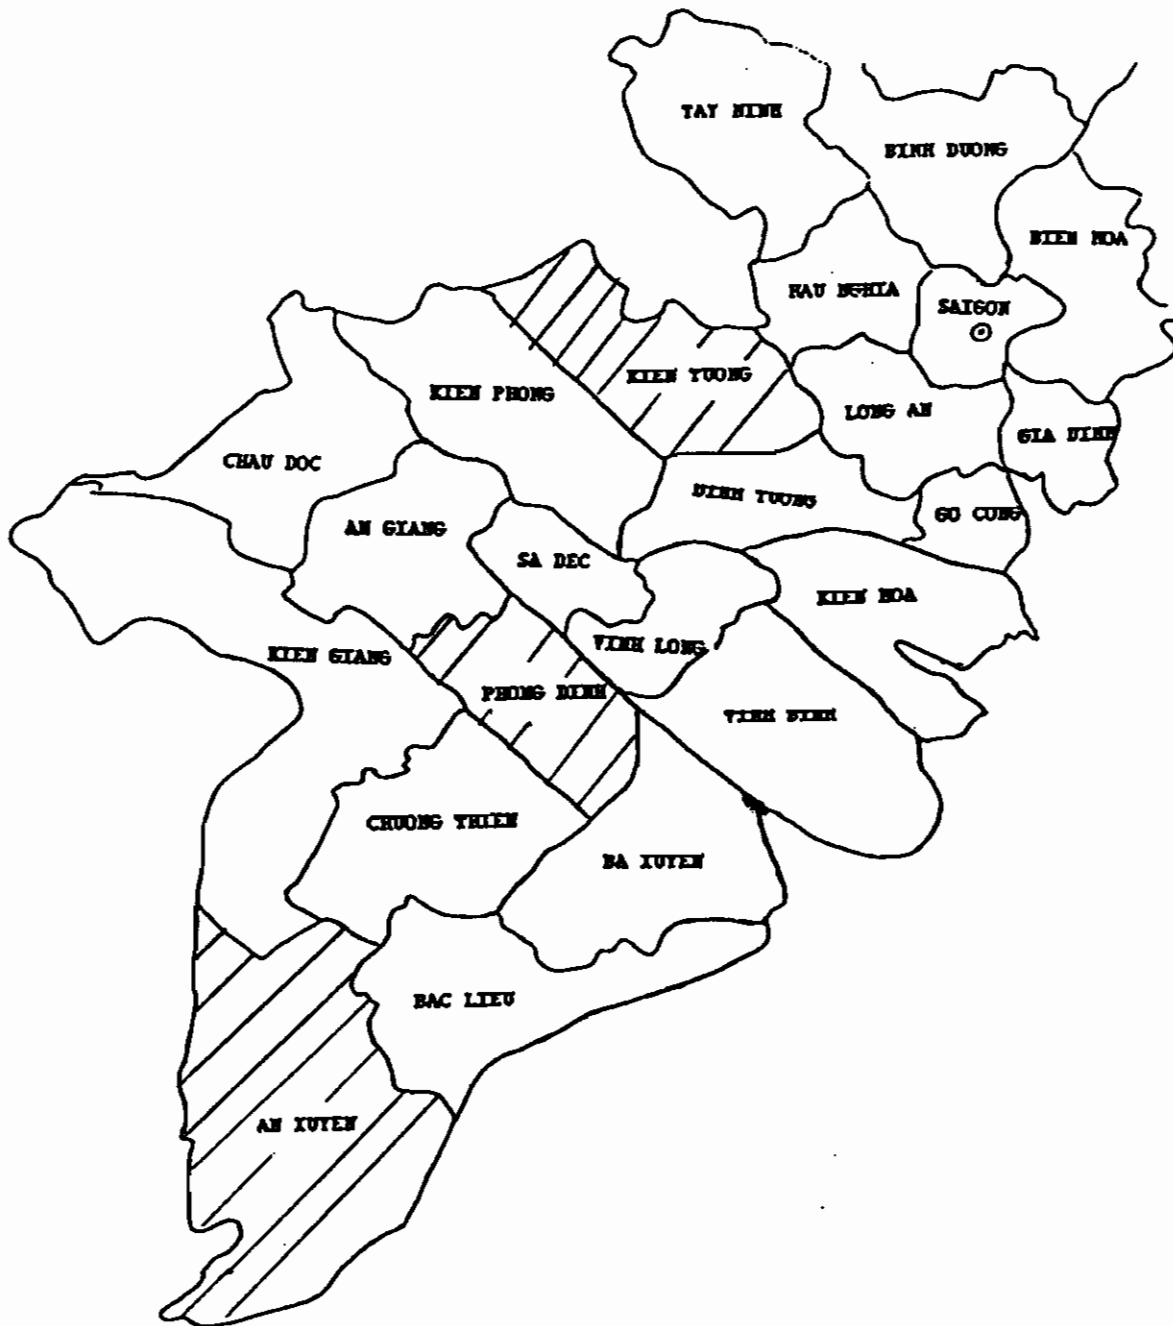 TAY NINH
BINH DUONG
BIEN HOA
HAU NGHIA
SAIGON
KIEN TUONG
KIEN PHONG
LONG AN
GIA DINH
CHAU DOC
DINH TUONG
GO CONG
AN GIANG
SA DEC
KIEN HOA
VINH LONG
KIEN GIANG
PHONG DINH
VINH BINH
CHUONG THIEN
BA XUYEN
BAC LIEU
AN XUYEN